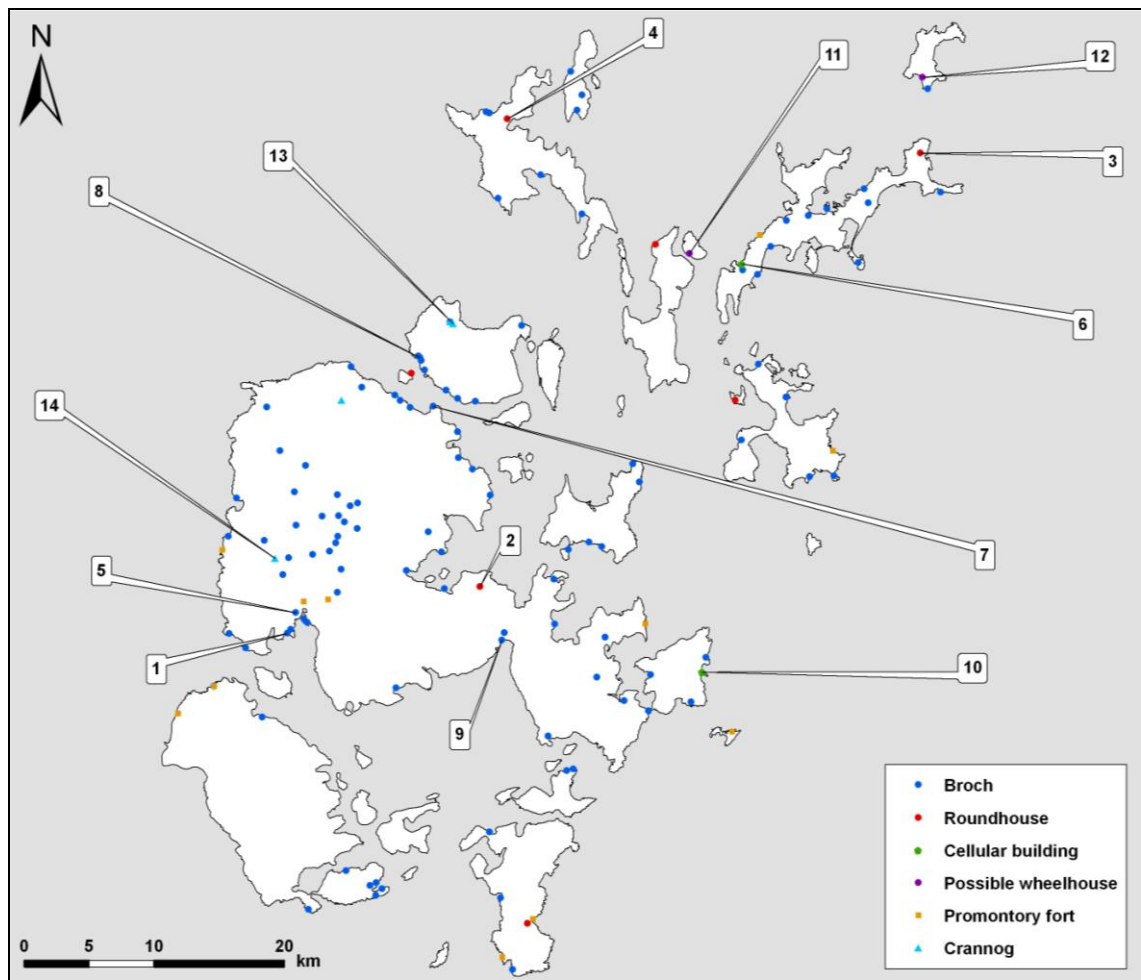 N
4
11
12
13
8
3
6
14
5
2
7
1
10
9
Broch
Roundhouse
Cellular building
Possible wheelhouse
Promontory fort
Crannog
0 5 10 20
km